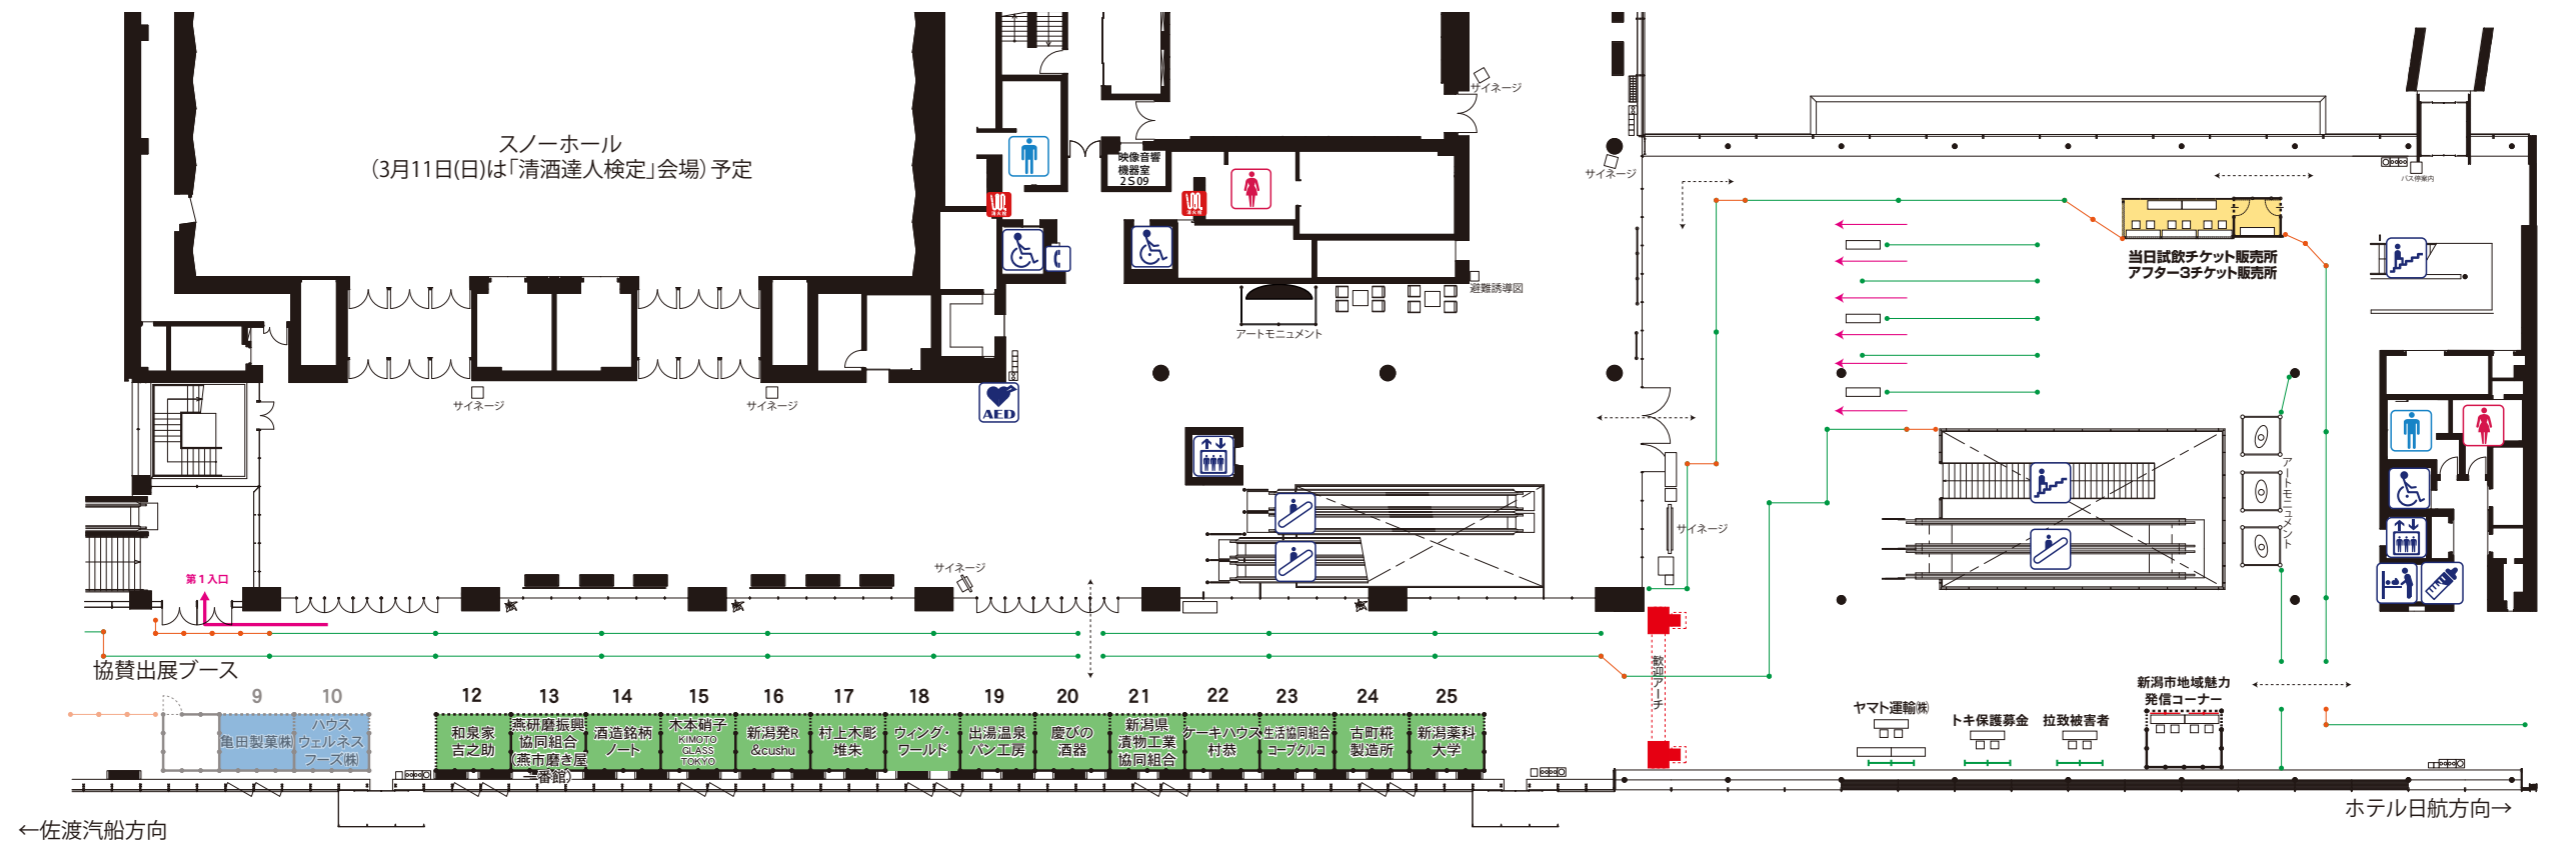 スノーホール
(3月11日(日)は「清酒達人検定」会場)予定
映像音響
機器室
2S09
サイネージ
サイネージ
バス停案内
当日試飲チケット販売所
アフター3チケット販売所
避難誘導図
アートモニュメント
サイネージ
サイネージ
AED
アートモニュメント
サイネージ
サイネージ
第1入口
協賛出展ブース
歓迎アーチ
9
亀田製菓㈱
10
ハウス
ウェルネス
フーズ㈱
12
和泉家
吉之助
13
燕研磨振興
協同組合
(燕市磨き屋
一番館)
14
酒造銘柄
ノート
15
木本硝子
KIMOTO
GLASS
TOKYO
16
新潟発R
&cushu
17
村上木彫
堆朱
18
ウィング・
ワールド
19
出湯温泉
パン工房
20
慶びの
酒器
21
新潟県
漬物工業
協同組合
22
ケーキハウス
村恭
23
生活協同組合
コープクルコ
24
古町糀
製造所
25
新潟薬科
大学
ヤマト運輸㈱
トキ保護募金
拉致被害者
新潟市地域魅力
発信コーナー
←佐渡汽船方向
ホテル日航方向→